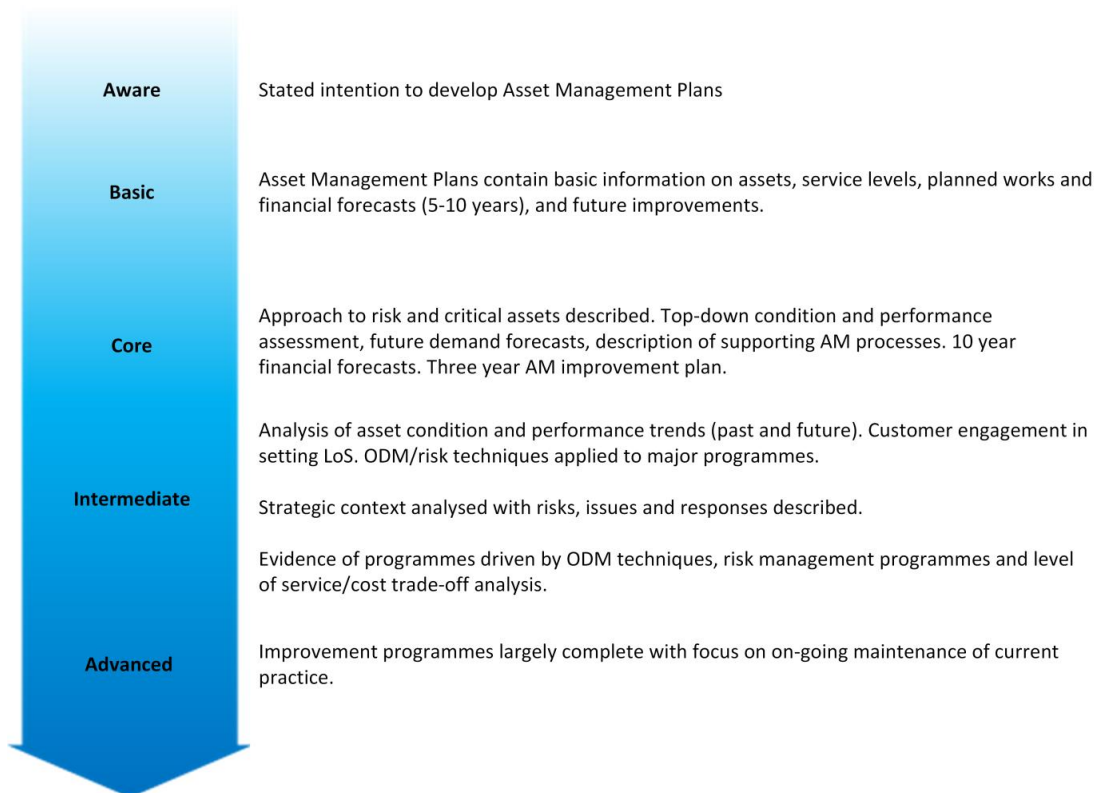 Aware
Stated intention to develop Asset Management Plans
Basic
Asset Management Plans contain basic information on assets, service levels, planned works and
financial forecasts (5-10 years), and future improvements.
Core
Approach to risk and critical assets described. Top-down condition and performance
assessment, future demand forecasts, description of supporting AM processes. 10 year
financial forecasts. Three year AM improvement plan.
Intermediate
Analysis of asset condition and performance trends (past and future). Customer engagement in
setting LoS. ODM/risk techniques applied to major programmes.
Strategic context analysed with risks, issues and responses described.
Evidence of programmes driven by ODM techniques, risk management programmes and level
of service/cost trade-off analysis.
Advanced
Improvement programmes largely complete with focus on on-going maintenance of current
practice.